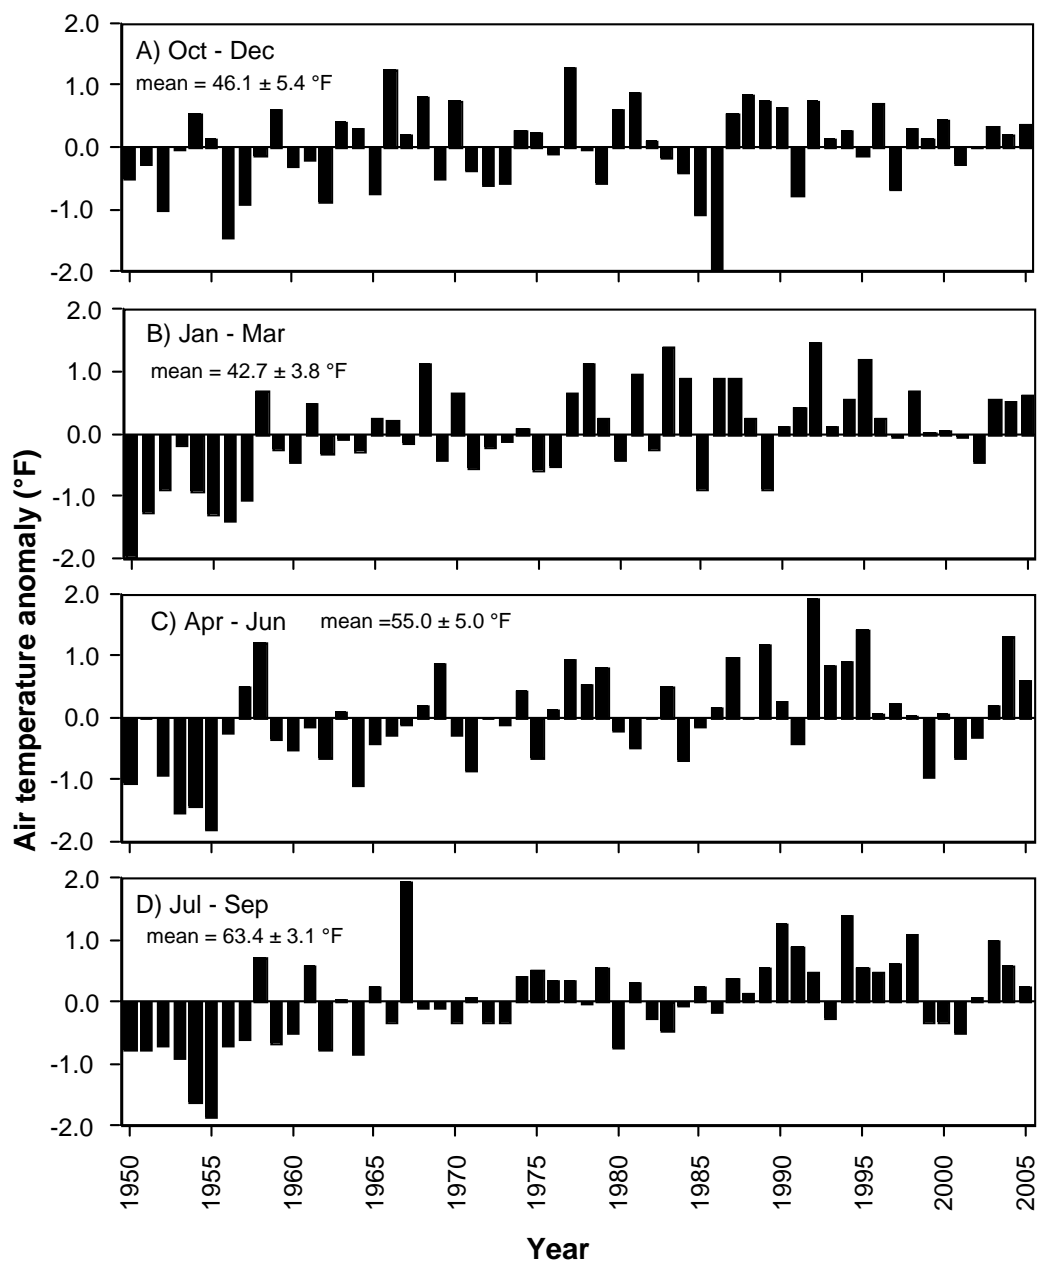 2.0
A) Oct - Dec
mean = 46.1 ± 5.4 °F
1.0
0.0
-1.0
-2.0
2.0
B) Jan - Mar
mean = 42.7 ± 3.8 °F
1.0
0.0
-1.0
-2.0
Air temperature anomaly (°F)
2.0
C) Apr - Jun mean =55.0 ± 5.0 °F
1.0
0.0
-1.0
-2.0
2.0
D) Jul - Sep
mean = 63.4 ± 3.1 °F
1.0
0.0
-1.0
-2.0
1950 1955 1960 1965 1970 1975 1980 1985 1990 1995 2000 2005
Year